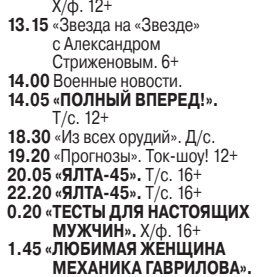 Х/ф. 12+
13.15 «Звезда на «Звезде»
с Александром
Стриженовым. 6+
14.00 Военные новости.
14.05 «ПОЛНЫЙ ВПЕРЕД!».
Т/с. 12+
18.30 «Из всех орудий». Д/с.
19.20 «Прогнозы». Ток-шоу! 12+
20.05 «ЯЛТА-45». Т/с. 16+
22.20 «ЯЛТА-45». Т/с. 16+
0.20 «ТЕСТЫ ДЛЯ НАСТОЯЩИХ
МУЖЧИН». Х/ф. 16+
1.45 «ЛЮБИМАЯ ЖЕНЩИНА
МЕХАНИКА ГАВРИЛОВА».